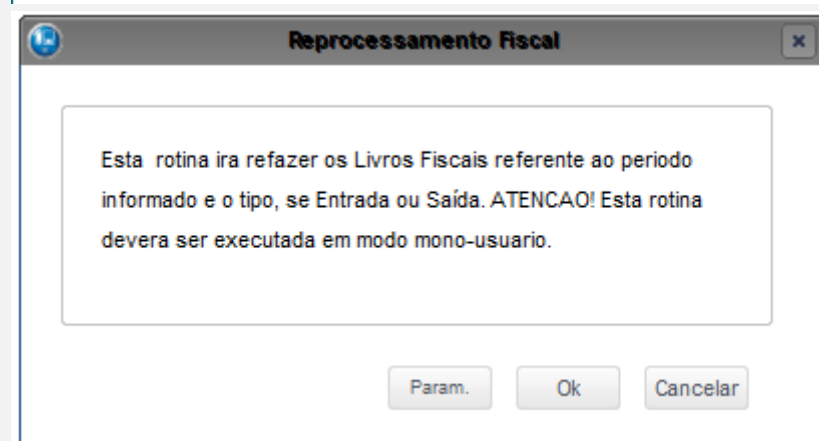 Reprocessamento Fiscal
Esta rotina ira refazer os Livros Fiscais referente ao periodo
informado e o tipo, se Entrada ou Saída. ATENCAO! Esta rotina
devera ser executada em modo mono-usuario.
Param. Ok Cancelar